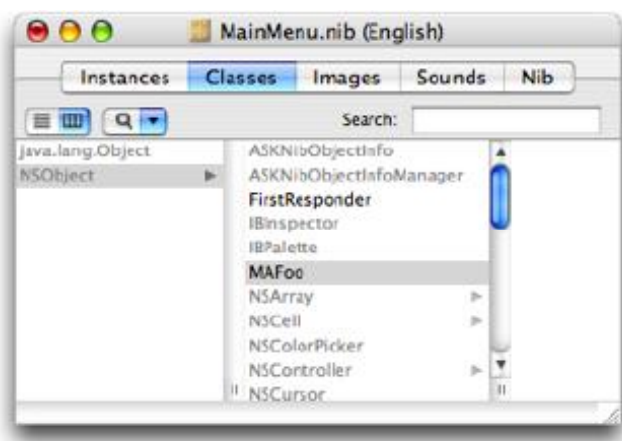 MainMenu.nib (English)
Instances Classes Images Sounds Nib
Search:
java.lang.Object
NSObject
ASKNibObjectInfo
ASKNibObjectInfoManager
FirstResponder
IBInspector
IBPalette
MAFoo
NSArray
NSCell
NSColorPicker
NSController
NSCursor